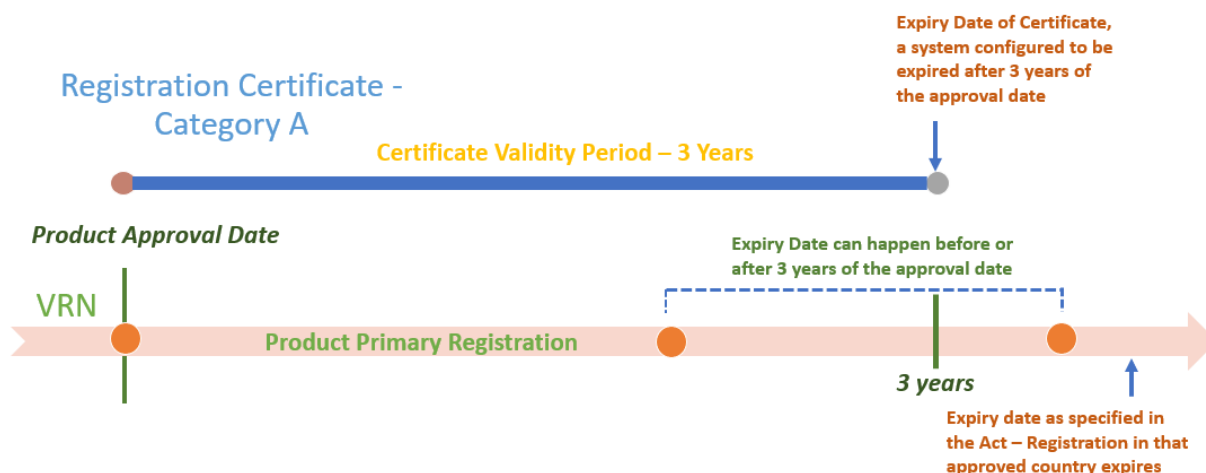 Expiry Date of Certificate,
a system configured to be
expired after 3 years of
the approval date
Registration Certificate -
Category A
Certificate Validity Period – 3 Years
Product Approval Date
Expiry Date can happen before or
after 3 years of the approval date
VRN
Product Primary Registration
3 years
Expiry date as specified in
the Act – Registration in that
approved country expires